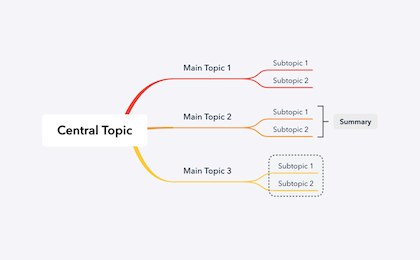 Central Topic
Main Topic 1
Subtopic 1
Subtopic 2
Main Topic 2
Subtopic 1
Subtopic 2
Summary
Main Topic 3
Subtopic 1
Subtopic 2